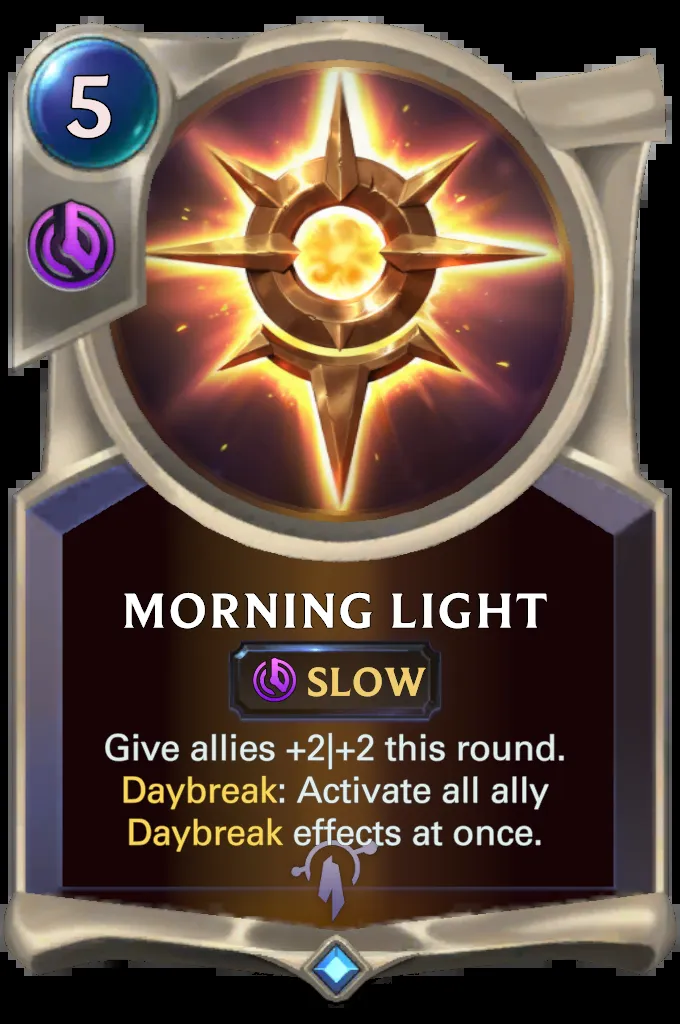 5
MORNING LIGHT
SLOW
Give allies +2|+2 this round.
Daybreak: Activate all ally
Daybreak effects at once.